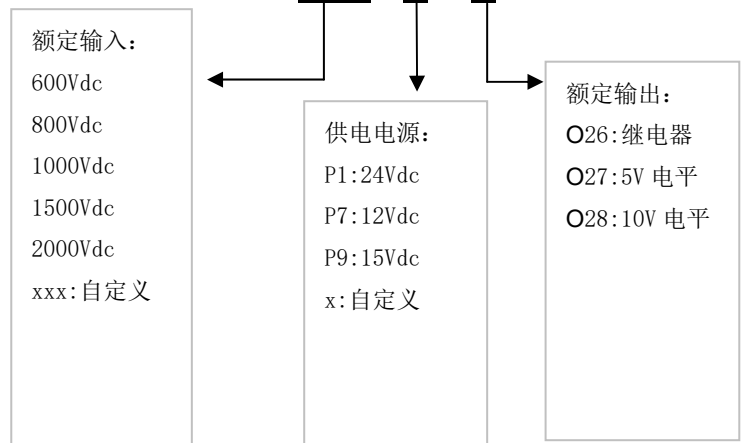 额定输入：
600Vdc
800Vdc
1000Vdc
1500Vdc
2000Vdc
xxx:自定义
供电电源：
P1:24Vdc
P7:12Vdc
P9:15Vdc
x:自定义
额定输出：
O26:继电器
O27:5V 电平
O28:10V 电平